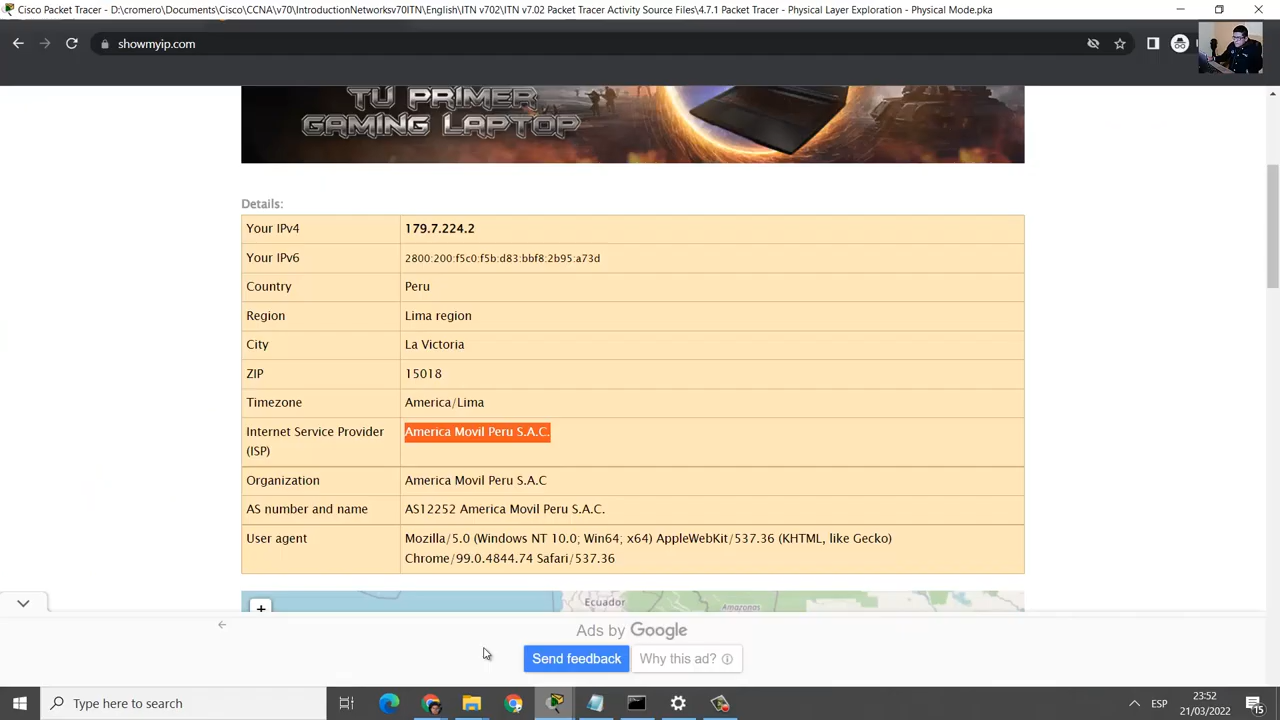 Cisco Packet Tracer - D:\cromero\Documents\Cisco\CCNA\v70\IntroductionNetworksv70ITN\English\ITN v702\ITN v.7.02 Packet Tracer Activity Source Files\4.7.1 Packet Tracer - Physical Layer Exploration - Physical Mode.pka
showmyip.com
TU PRIMER
GAMING LAPTOP
Details:
Your IPv4 179.7.224.2
Your IPv6 2800:200:f5c0:f5b:d83:bbf8:2b95:a73d
Country Peru
Region Lima region
City La Victoria
ZIP 15018
Timezone America/Lima
Internet Service Provider America Movil Peru S.A.C.
(ISP)
Organization America Movil Peru S.A.C
AS number and name AS12252 America Movil Peru S.A.C.
User agent Mozilla/5.0 (Windows NT 10.0; Win64; x64) AppleWebKit/537.36 (KHTML, like Gecko)
Chrome/99.0.4844.74 Safari/537.36
+ Ecuador Amazonas
Ads by Google
Send feedback Why this ad?
Type here to search
ESP
23:52
21/03/2022
15